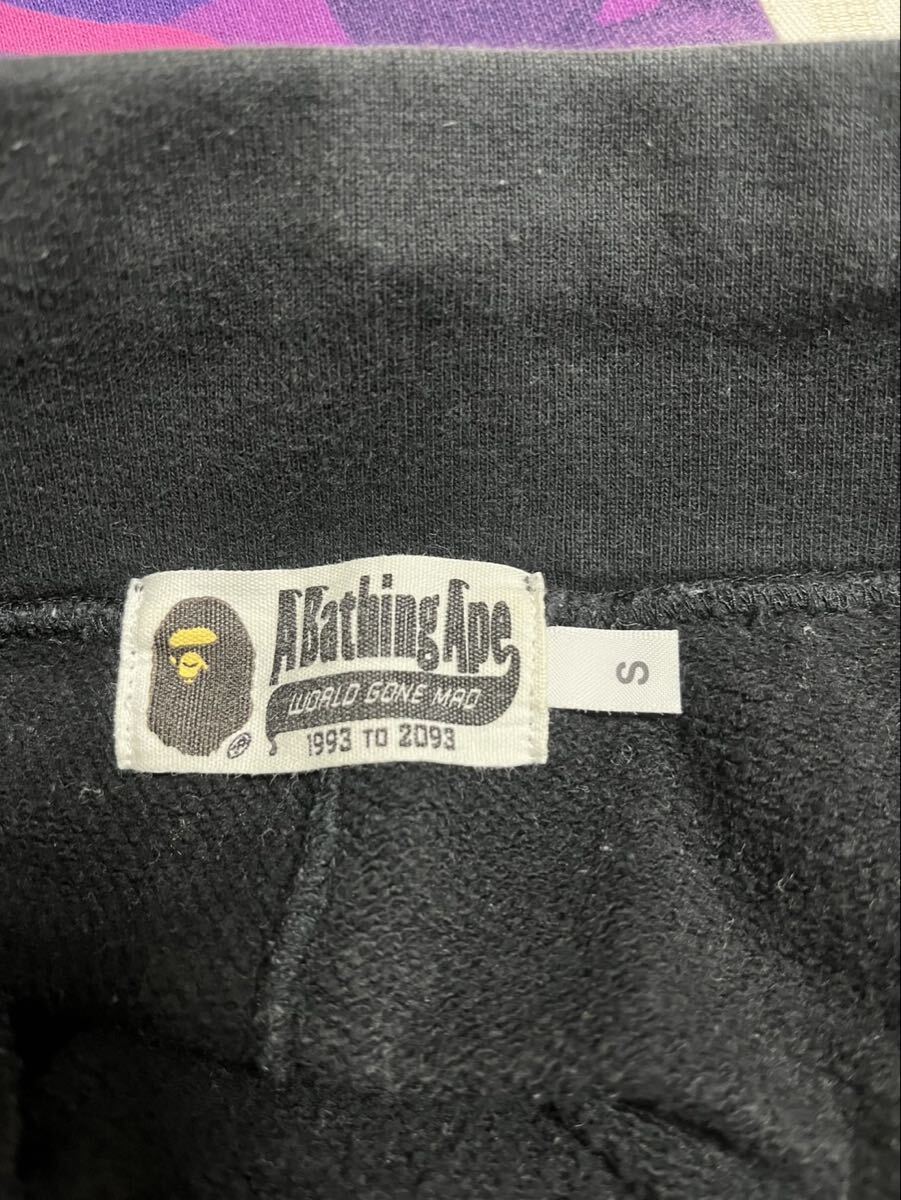 ABathingApe
WORLD GONE MAD
1993 TO 2093
S